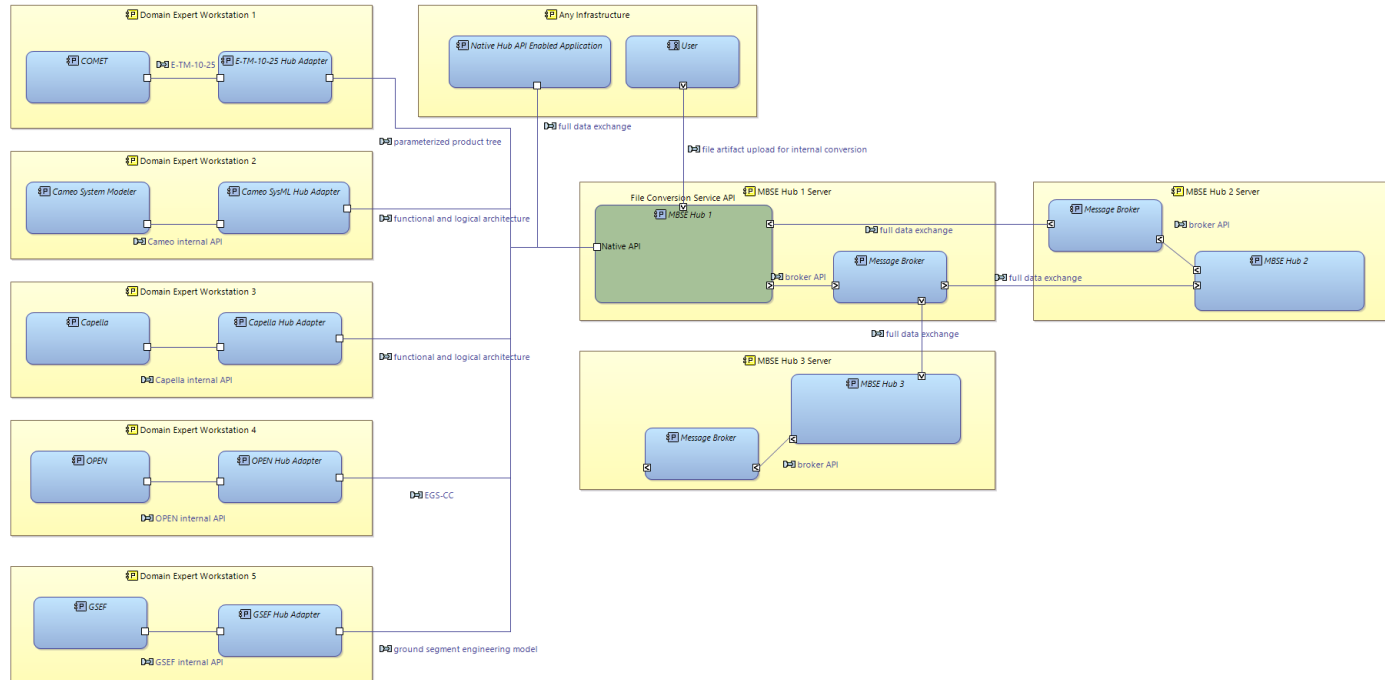 Domain Expert Workstation 1
COMET
E-TM-10-25
E-TM-10-25 Hub Adapter
parameterized product tree
Domain Expert Workstation 2
Cameo System Modeler
Cameo SysML Hub Adapter
Cameo internal API
functional and logical architecture
Domain Expert Workstation 3
Capella
Capella Hub Adapter
Capella internal API
functional and logical architecture
Domain Expert Workstation 4
OPEN
OPEN Hub Adapter
OPEN internal API
EGS-CC
Domain Expert Workstation 5
GSEF
GSEF Hub Adapter
GSEF internal API
ground segment engineering model
Any Infrastructure
Native Hub API Enabled Application
User
full data exchange
file artifact upload for internal conversion
MBSE Hub 1 Server
File Conversion Service API
MBSE Hub 1
Native API
broker API
Message Broker
full data exchange
full data exchange
full data exchange
MBSE Hub 2 Server
Message Broker
broker API
MBSE Hub 2
MBSE Hub 3 Server
MBSE Hub 3
Message Broker
broker API